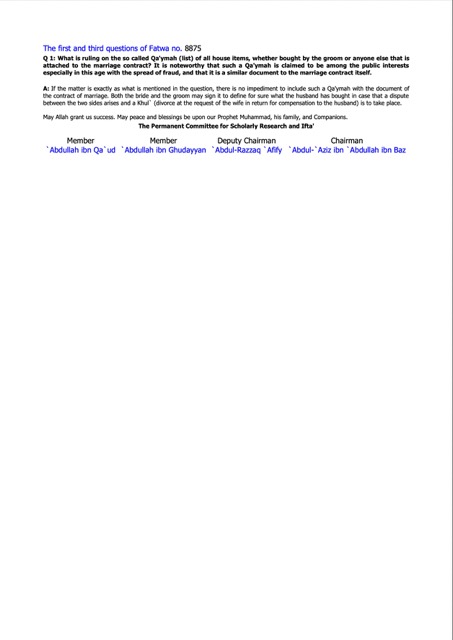 The first and third questions of Fatwa no. 8875
Q 1: What is ruling on the so called Qa'ymah (list) of all house items, whether bought by the groom or anyone else that is
attached to the marriage contract? It is noteworthy that such a Qa'ymah is claimed to be among the public interests
especially in this age with the spread of fraud, and that it is a similar document to the marriage contract itself.
A: If the matter is exactly as what is mentioned in the question, there is no impediment to include such a Qa'ymah with the document of
the contract of marriage. Both the bride and the groom may sign it to define for sure what the husband has bought in case that a dispute
between the two sides arises and a Khul` (divorce at the request of the wife in return for compensation to the husband) is to take place.
May Allah grant us success. May peace and blessings be upon our Prophet Muhammad, his family, and Companions.
The Permanent Committee for Scholarly Research and Ifta'
Member Member Deputy Chairman Chairman
`Abdullah ibn Qa`ud `Abdullah ibn Ghudayyan `Abdul-Razzaq `Afify `Abdul-`Aziz ibn `Abdullah ibn Baz